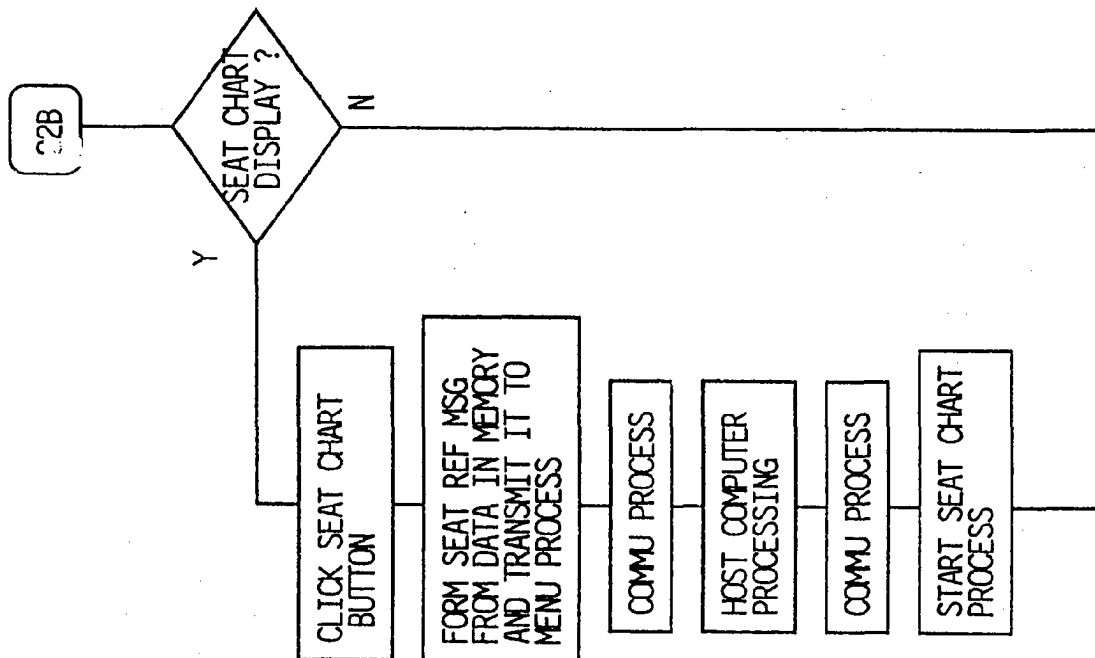 SEAT CHART
DISPLAY ?
Y
N
CLICK SEAT CHART
BUTTON
FORM SEAT REF MSG
FROM DATA IN MEMORY
AND TRANSMIT IT TO
MENU PROCESS
COMMU PROCESS
HOST COMPUTER
PROCESSING
COMMU PROCESS
START SEAT CHART
PROCESS